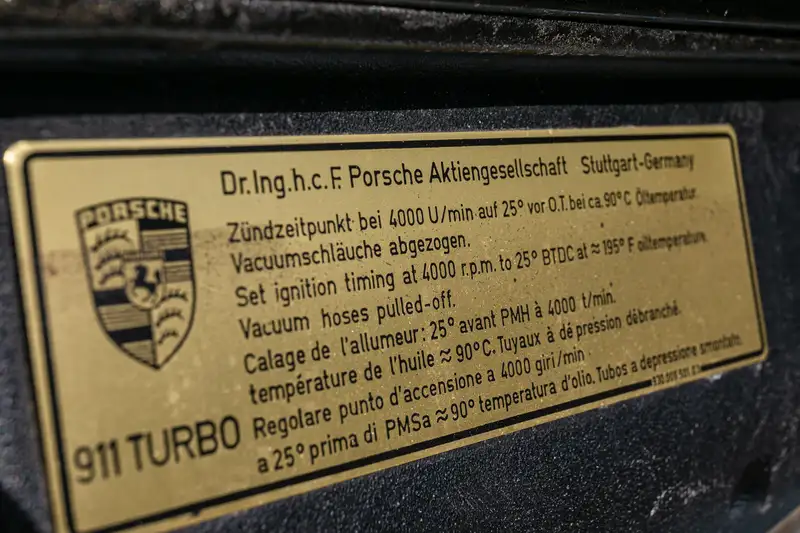 Dr.Ing.h.c.F. Porsche Aktiengesellschaft Stuttgart-Germany
PORSCHE
Zündzeitpunkt bei 4000 U/min auf 25° vor O.T. bei ca. 90°C Öltemperatur.
Vacuumschläuche abgezogen.
Set ignition timing at 4000 r.p.m. to 25° BTDC at ≈ 195° F oiltemperature.
Vacuum hoses pulled-off.
Calage de l'allumeur: 25° avant PMH à 4000 t/min.
température de l'huile ≈ 90°C. Tuyaux à dé pression débranché.
Regolare punto d'accensione a 4000 giri/min
a 25° prima di PMSa ≈ 90° temperatura d'olio. Tubos a depressione smontato.
911 TURBO